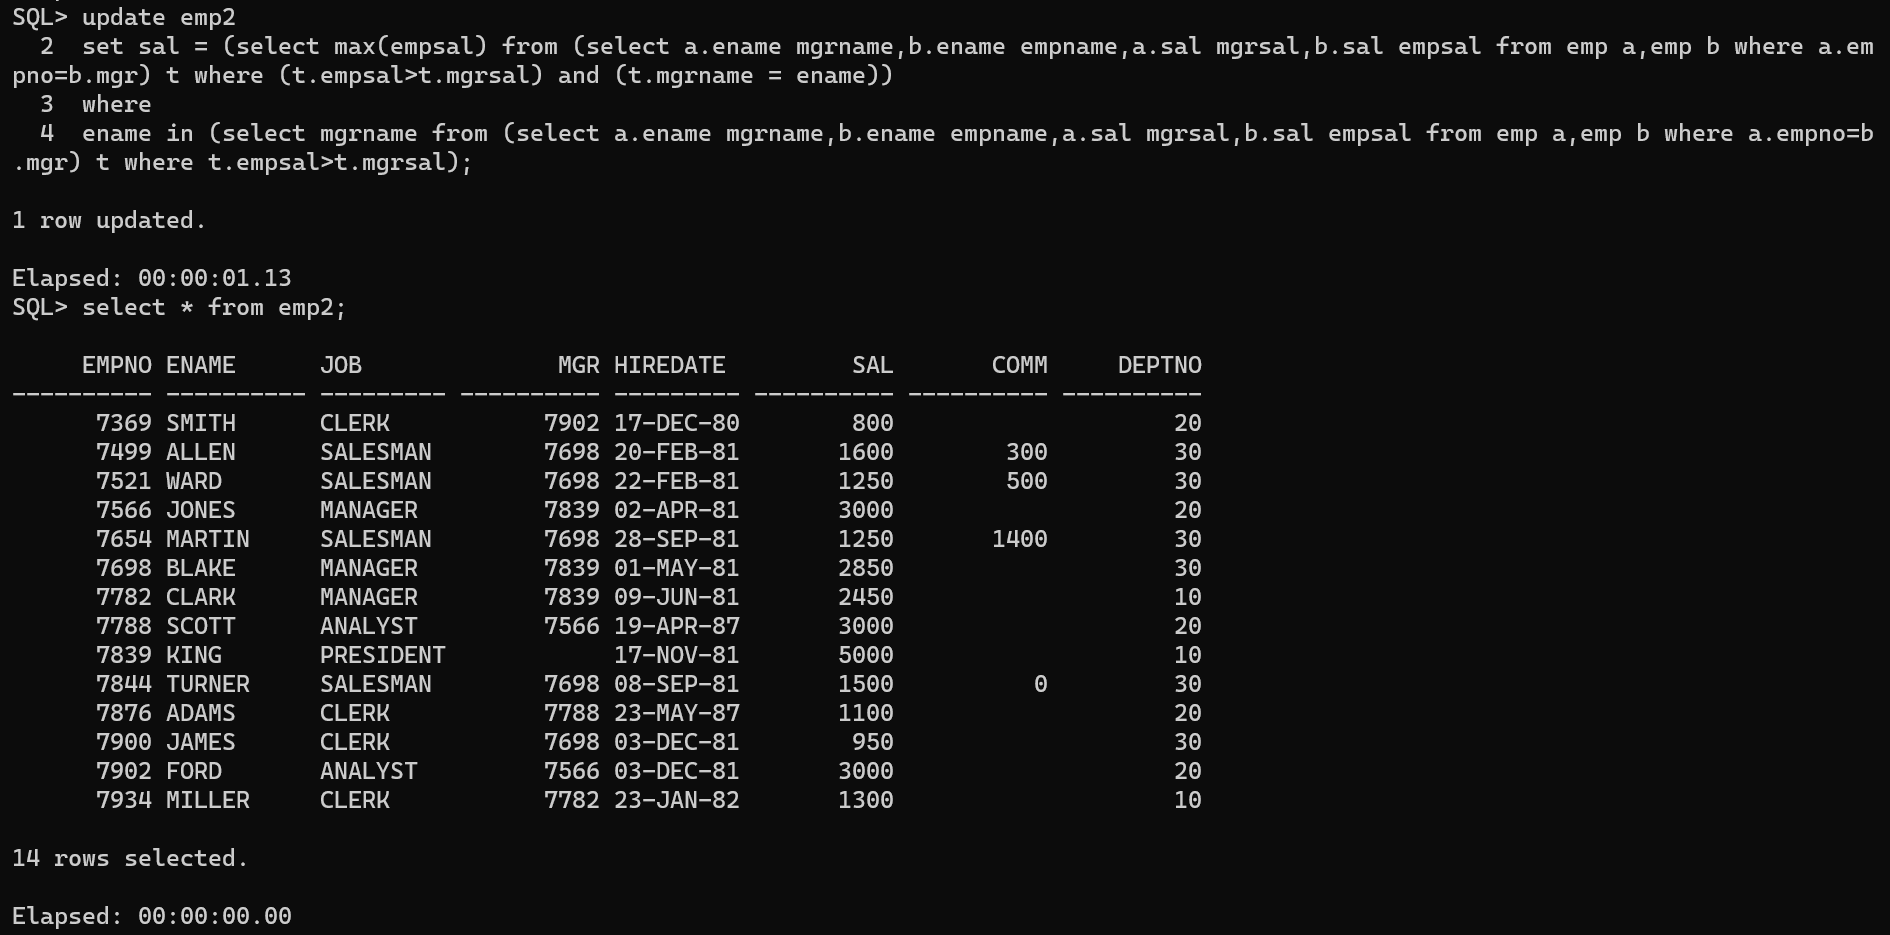 SQL> update emp2
  2  set sal = (select max(empsal) from (select a.ename mgrname,b.ename empname,a.sal mgrsal,b.sal empsal from emp a,emp b where a.em
pno=b.mgr) t where (t.empsal>t.mgrsal) and (t.mgrname = ename))
  3  where
  4  ename in (select mgrname from (select a.ename mgrname,b.ename empname,a.sal mgrsal,b.sal empsal from emp a,emp b where a.empno=b
.mgr) t where t.empsal>t.mgrsal);
1 row updated.
Elapsed: 00:00:01.13
SQL> select * from emp2;
     EMPNO ENAME      JOB              MGR HIREDATE         SAL       COMM     DEPTNO
---------- ---------- --------- ---------- --------- ---------- ---------- ----------
      7369 SMITH      CLERK           7902 17-DEC-80        800                    20
      7499 ALLEN      SALESMAN        7698 20-FEB-81       1600        300         30
      7521 WARD       SALESMAN        7698 22-FEB-81       1250        500         30
      7566 JONES      MANAGER         7839 02-APR-81       3000                    20
      7654 MARTIN     SALESMAN        7698 28-SEP-81       1250       1400         30
      7698 BLAKE      MANAGER         7839 01-MAY-81       2850                    30
      7782 CLARK      MANAGER         7839 09-JUN-81       2450                    10
      7788 SCOTT      ANALYST         7566 19-APR-87       3000                    20
      7839 KING       PRESIDENT            17-NOV-81       5000                    10
      7844 TURNER     SALESMAN        7698 08-SEP-81       1500          0         30
      7876 ADAMS      CLERK           7788 23-MAY-87       1100                    20
      7900 JAMES      CLERK           7698 03-DEC-81        950                    30
      7902 FORD       ANALYST         7566 03-DEC-81       3000                    20
      7934 MILLER     CLERK           7782 23-JAN-82       1300                    10
14 rows selected.
Elapsed: 00:00:00.00